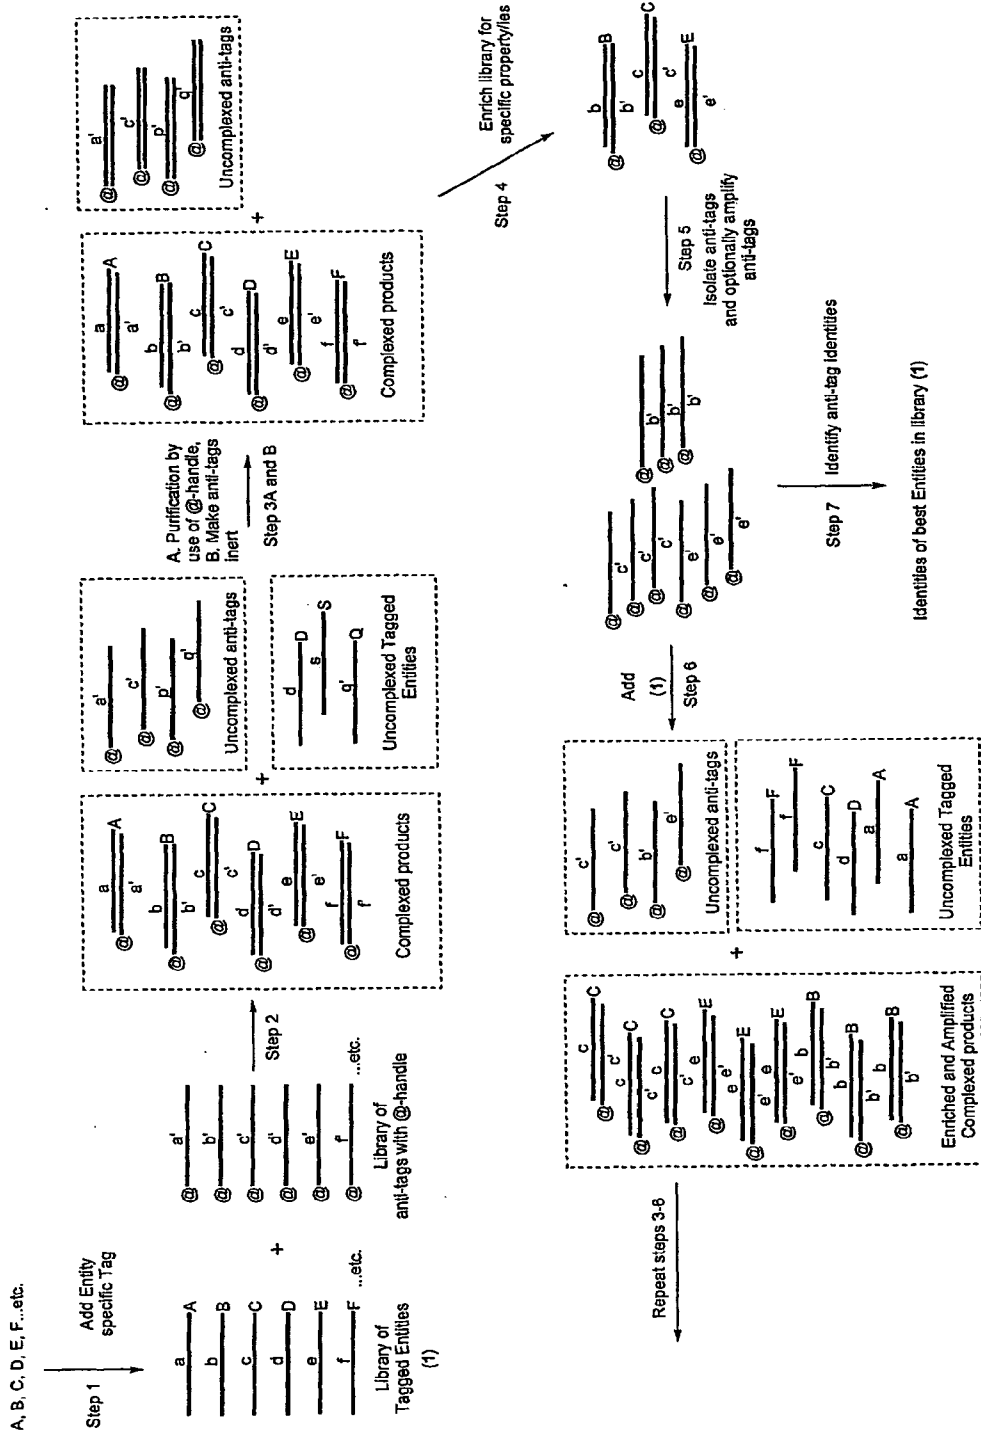 A, B, C, D, E, F...etc.
Step 1
Add Entity
specific Tag
a
A
b
B
c
C
d
D
e
E
f
F
...etc.
Library of
Tagged Entities
(1)
+
@
a'
@
b'
@
c'
@
d'
@
e'
@
f'
...etc.
Library of
anti-tags with @-handle
Step 2
a
A
@
a'
b
B
@
b'
c
C
@
c'
d
D
@
d'
e
E
@
e'
f
F
@
f'
Complexed products
+
@
a'
@
c'
@
p'
@
q'
Uncomplexed anti-tags
d
D
s
S
q'
Q
Uncomplexed Tagged
Entities
A. Purification by
use of @-handle,
B. Make anti-tags
inert
Step 3A and B
a
A
@
a'
b
B
@
b'
c
C
@
c'
d
D
@
d'
e
E
@
e'
f
F
@
f'
Complexed products
+
@
a'
@
c'
@
p'
@
q'
Uncomplexed anti-tags
Step 4
Enrich library for
specific property/ies
b
B
@
b'
c
C
@
c'
e
E
@
e'
Step 5
Isolate anti-tags
and optionally amplify
anti-tags
@
c'
@
c'
@
c'
@
e'
@
e'
@
e'
@
b'
@
b'
@
b'
Step 7
Identify anti-tag identities
Identities of best Entities in library (1)
Add
(1)
Step 6
c
C
@
c'
c
C
@
c'
c
C
@
c'
e
E
@
e'
e
E
@
e'
e
E
@
e'
b
B
@
b'
b
B
@
b'
b
B
@
b'
Enriched and Amplified
Complexed products
+
@
c'
@
c'
@
b'
@
e'
Uncomplexed anti-tags
f
F
f
F
c
C
d
D
a
A
a
A
Uncomplexed Tagged
Entities
Repeat steps 3-6